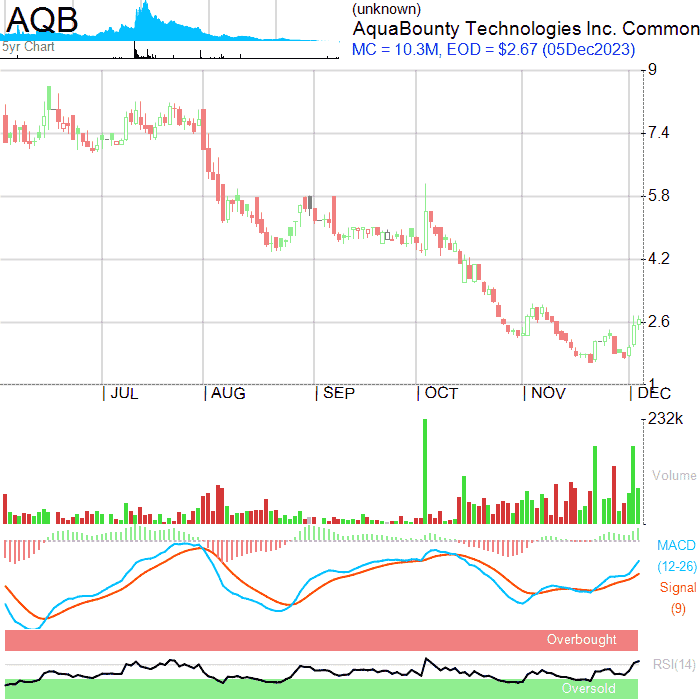 AQB
5yr Chart
(unknown)
AquaBounty Technologies Inc. Common
MC = 10.3M, EOD = $2.67 (05Dec2023)
9
7.4
5.8
4.2
2.6
1
JUL AUG SEP OCT NOV DEC
232k
Volume
MACD
(12-26)
Signal
(9)
Overbought
RSI(14)
Oversold